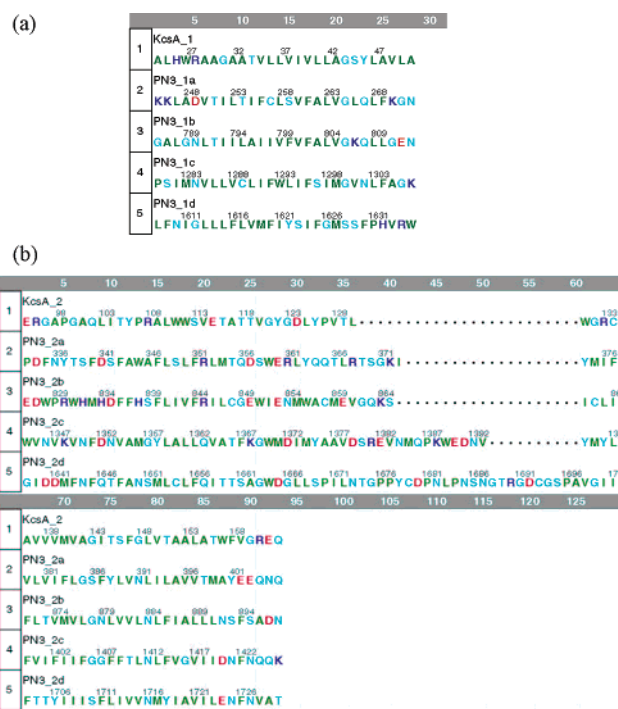 (a)
5 10 15 20 25 30
KcsA_1
27 32 37 42 47
1 ALHWRAAGAATVLLVIVLLAGSYLAVLA
PN3_1a
248 253 258 263 268
2 KKLADVTILTIFCLSVFALVGLQLFKGN
PN3_1b
789 794 799 804 809
3 GALGNLTIILAIIVFVFALVGKQLLGEN
PN3_1c
1283 1288 1293 1298 1303
4 PSIMNVLLVCLIFWLIFSIMGVNLFAGK
PN3_1d
1611 1616 1621 1626 1631
5 LFNIGLLLFLVMFIYSIFGMSSFPHVRW
(b)
5 10 15 20 25 30 35 40 45 50 55 60
KcsA_2
98 103 108 113 118 123 128 133
1 ERGAPGAQLITYPRALWWSVETATTVGYGDLYPVTL························WGRC
PN3_2a
336 341 346 351 356 361 366 371 376
2 PDFNYTSFDSFAWAFLSLFRLMTQDSWERLYQQTLRTSGKI···················YMIF
PN3_2b
829 834 839 844 849 854 859 864
3 EDWPRWHMHDFFHSFLIVFRILCGEWIENMWACMEVGQKS····················ICLI
PN3_2c
1347 1352 1357 1362 1367 1372 1377 1382 1387 1392
4 WVNVKVNFDNVAMGYLALLQVATFKGWMDIMYAAVDSREVNMQPKWEDNV··········YMYL
PN3_2d
1641 1646 1651 1656 1661 1666 1671 1676 1681 1686 1691 1696
5 GIDDMFNFQTFANSMLCLFQITTSAGWDGLLSPILNTGPPYCDPNLPNSNGTRGDCGSPAVGII
70 75 80 85 90 95 100 105 110 115 120 125
KcsA_2
138 143 148 153 158
1 AVVVMVAGITSFGLVTAALATWFVGREQ
PN3_2a
381 386 391 396 401
2 VLVIFLGSFYLVNLILAVVTMAYEEQNQ
PN3_2b
874 879 884 889 894
3 FLTVMVLGNLVVLNLFIALLLNSFSADN
PN3_2c
1402 1407 1412 1417 1422
4 FVIFIIFGGFFTLNLFVGVIIDNFNQQK
PN3_2d
1706 1711 1716 1721 1726
5 FTTYIIISFLIVVNMYIAVILENFNVAT